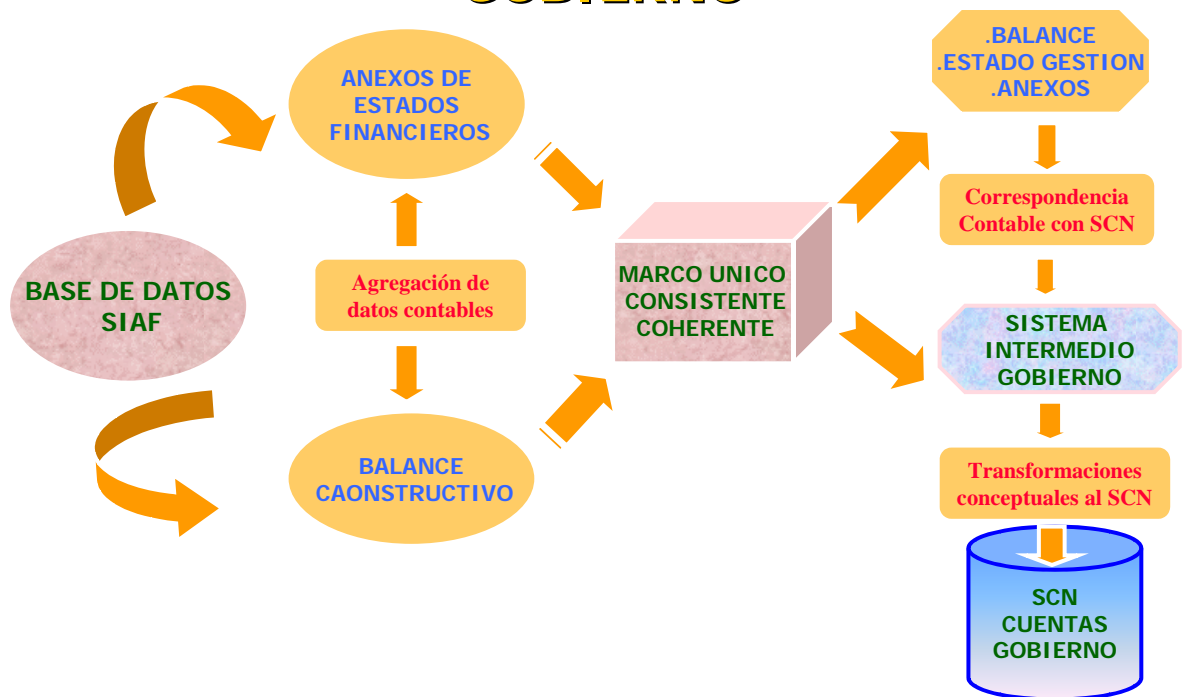 GOBIERNO
BASE DE DATOS
SIAF
ANEXOS DE
ESTADOS
FINANCIEROS
Agregación de
datos contables
BALANCE
CAONSTRUCTIVO
MARCO UNICO
CONSISTENTE
COHERENTE
.BALANCE
.ESTADO GESTION
.ANEXOS
Correspondencia
Contable con SCN
SISTEMA
INTERMEDIO
GOBIERNO
Transformaciones
conceptuales al SCN
SCN
CUENTAS
GOBIERNO